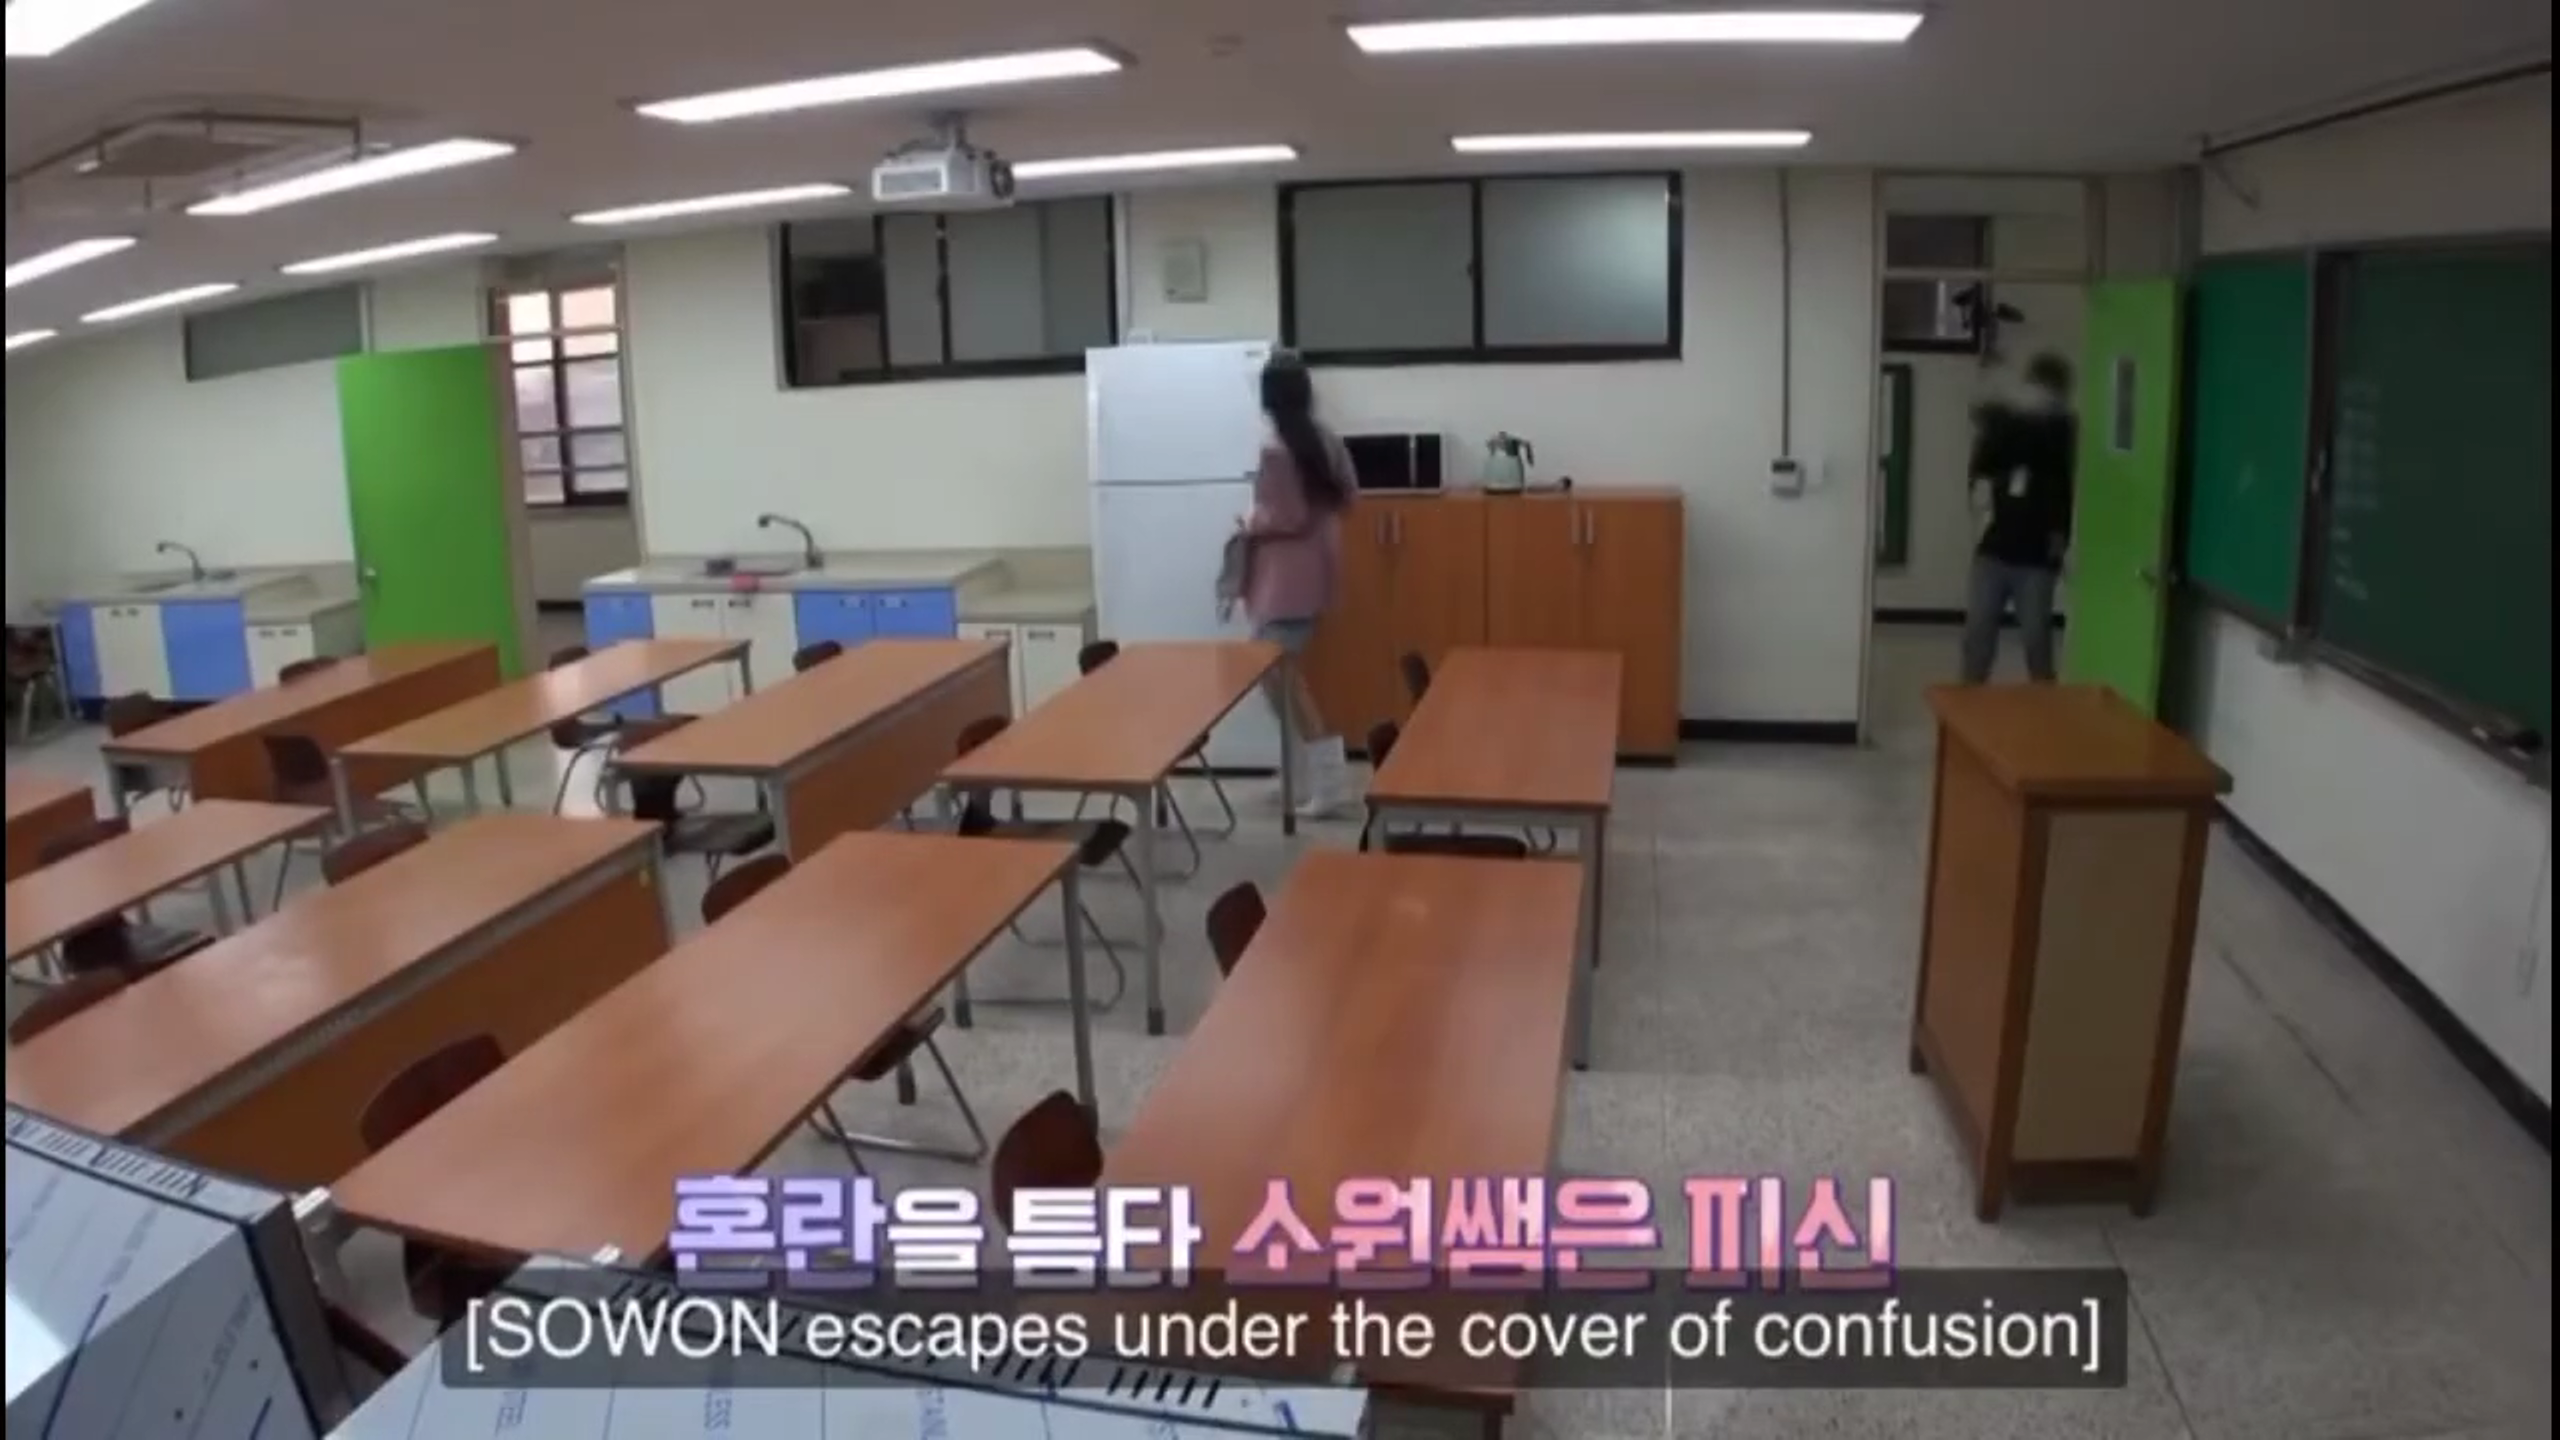 혼란을 틈타 소원쌤은 피신
[SOWON escapes under the cover of confusion]